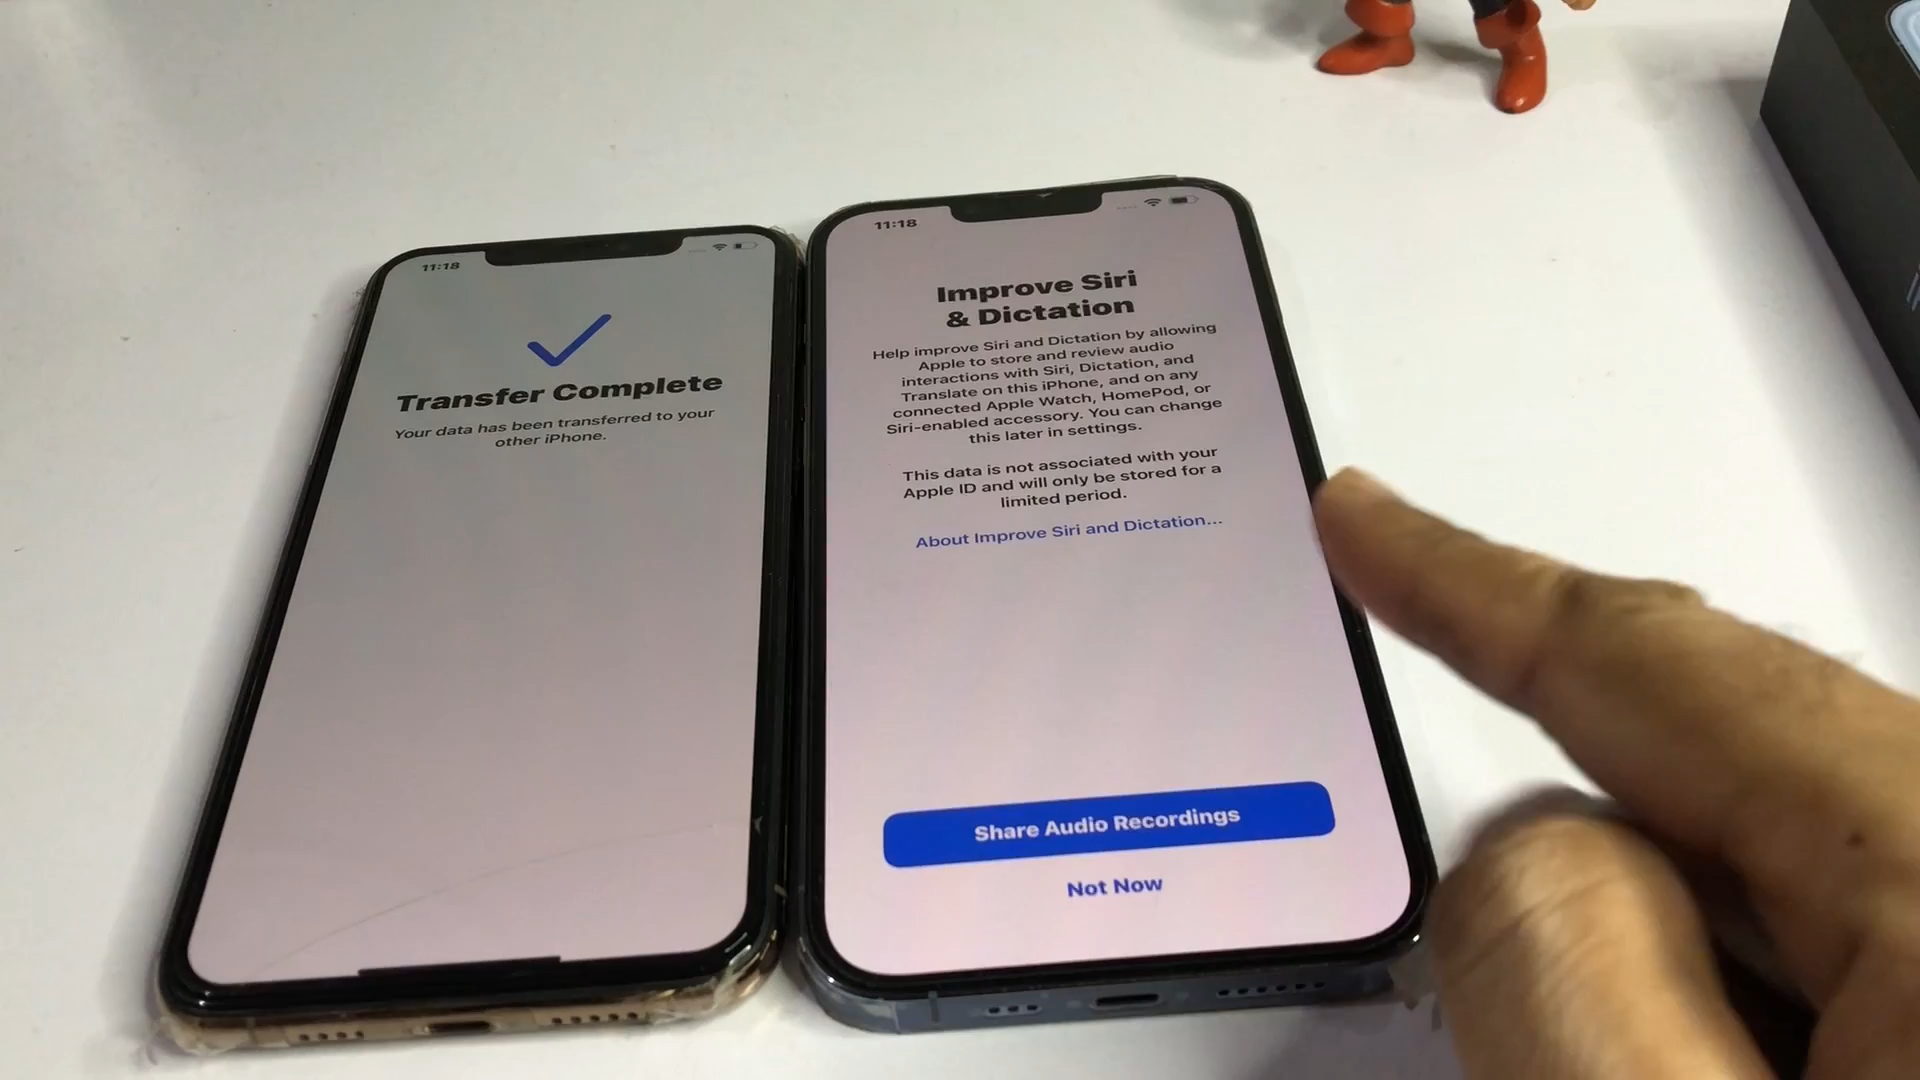 11:18
Transfer Complete
Your data has been transferred to your
other iPhone.
11:18
Improve Siri
& Dictation
Help improve Siri and Dictation by allowing
Apple to store and review audio
interactions with Siri, Dictation, and
Translate on this iPhone, and on any
connected Apple Watch, HomePod, or
Siri-enabled accessory. You can change
this later in settings.
This data is not associated with your
Apple ID and will only be stored for a
limited period.
About Improve Siri and Dictation...
Share Audio Recordings
Not Now